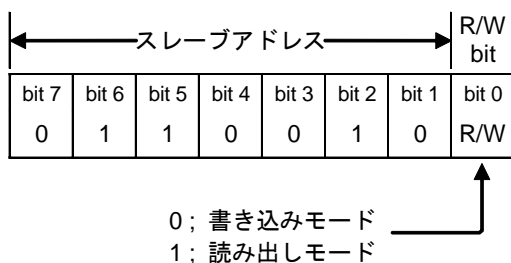 スレーブアドレス R/W
bit
bit 7 bit 6 bit 5 bit 4 bit 3 bit 2 bit 1 bit 0
0 1 1 0 0 1 0 R/W
0 ; 書き込みモード
1 ; 読み出しモード